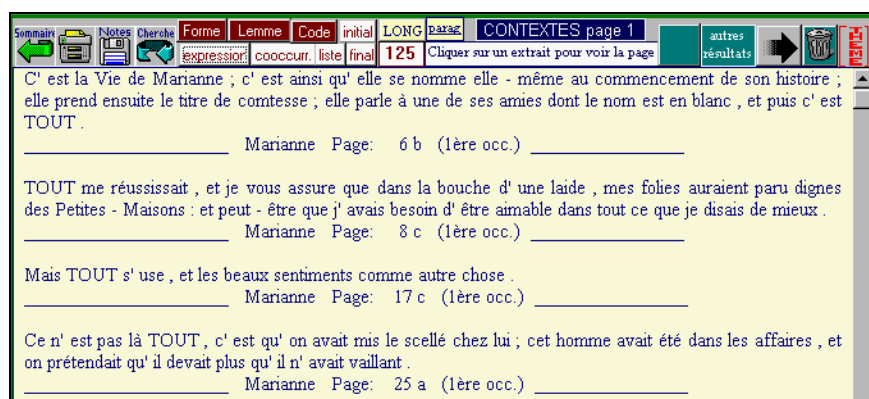 Sommaire Notes Cherche Forme Lemme Code initial LONG parag CONTEXTES page 1 autres
expression cooccurr. liste final 125 Cliquer sur un extrait pour voir la page résultats
THEME
C' est la Vie de Marianne ; c' est ainsi qu' elle se nomme elle - même au commencement de son histoire ;
elle prend ensuite le titre de comtesse ; elle parle à une de ses amies dont le nom est en blanc , et puis c' est
TOUT .
Marianne Page: 6 b (1ère occ.)
TOUT me réussissait , et je vous assure que dans la bouche d' une laide , mes folies auraient paru dignes
des Petites - Maisons : et peut - être que j' avais besoin d' être aimable dans tout ce que je disais de mieux .
Marianne Page: 8 c (1ère occ.)
Mais TOUT s' use , et les beaux sentiments comme autre chose .
Marianne Page: 17 c (1ère occ.)
Ce n' est pas là TOUT , c' est qu' on avait mis le scellé chez lui ; cet homme avait été dans les affaires , et
on prétendait qu' il devait plus qu' il n' avait vaillant .
Marianne Page: 25 a (1ère occ.)